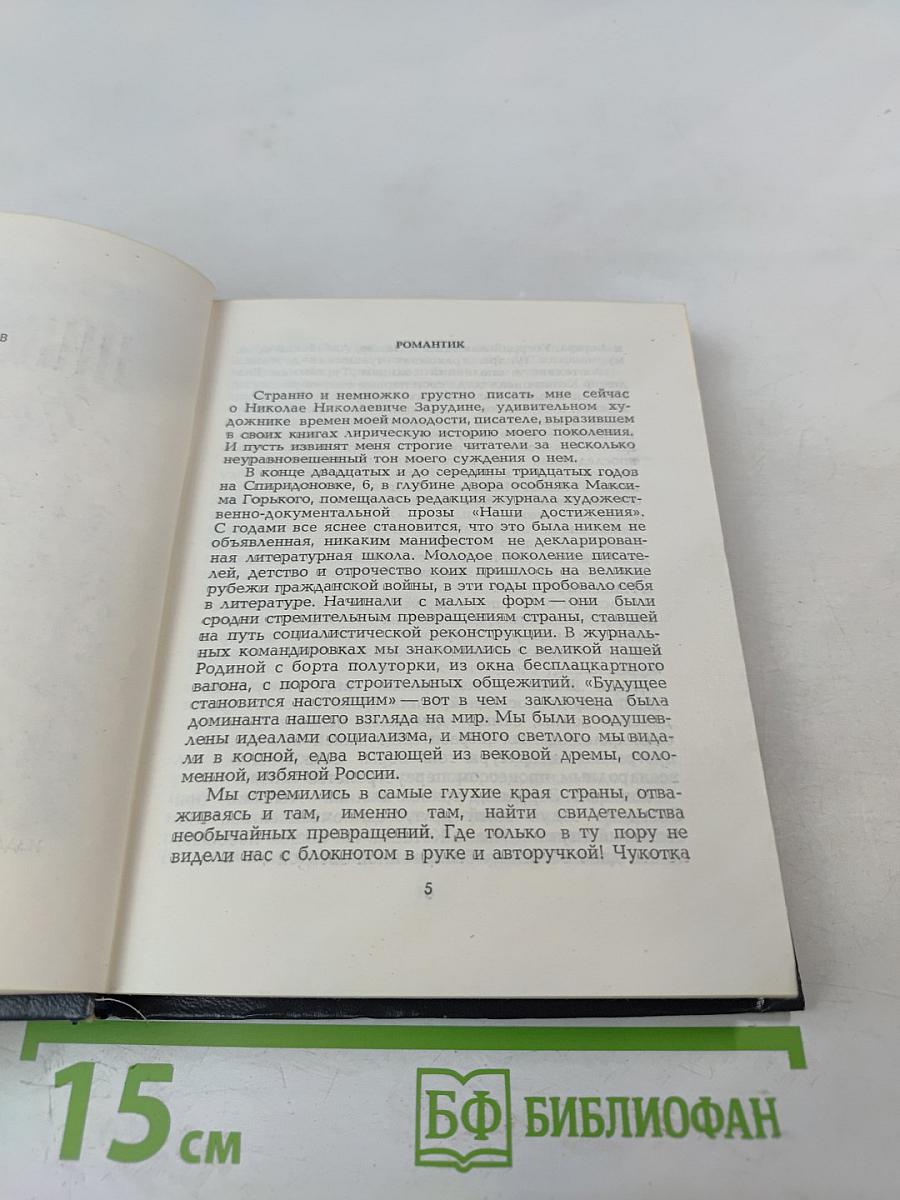 в
РОМАНТИК
Странно и немножко грустно писать мне сейчас
о Николае Николаевиче Зарудине, удивительном ху-
дожнике времен моей молодости, писателе, выразившем
в своих книгах лирическую историю моего поколения.
И пусть извинят меня строгие читатели за несколько
неуравновешенный тон моего суждения о нем.
В конце двадцатых и до середины тридцатых годов
на Спиридоновке, 6, в глубине двора особняка Макси-
ма Горького, помещалась редакция журнала художест-
венно-документальной прозы «Наши достижения».
С годами все яснее становится, что это была никем не
объявленная, никаким манифестом не декларирован-
ная литературная школа. Молодое поколение писате-
лей, детство и отрочество коих пришлось на великие
рубежи гражданской войны, в эти годы пробовало себя
в литературе. Начинали с малых форм — они были
сродни стремительным превращениям страны, ставшей
на путь социалистической реконструкции. В журналь-
ных командировках мы знакомились с великой нашей
Родиной с борта полуторки, из окна бесплацкартного
вагона, с порога строительных общежитий. «Будущее
становится настоящим» — вот в чем заключена была
доминанта нашего взгляда на мир. Мы были воодушев-
лены идеалами социализма, и много светлого мы вида-
ли в косной, едва встающей из вековой дремы, соло-
менной, избяной России.
Мы стремились в самые глухие края страны, отва-
живаясь и там, именно там, найти свидетельства
необычайных превращений. Где только в ту пору не
видели нас с блокнотом в руке и авторучкой! Чукотка
5
15 см
БФ БИБЛИОФАН